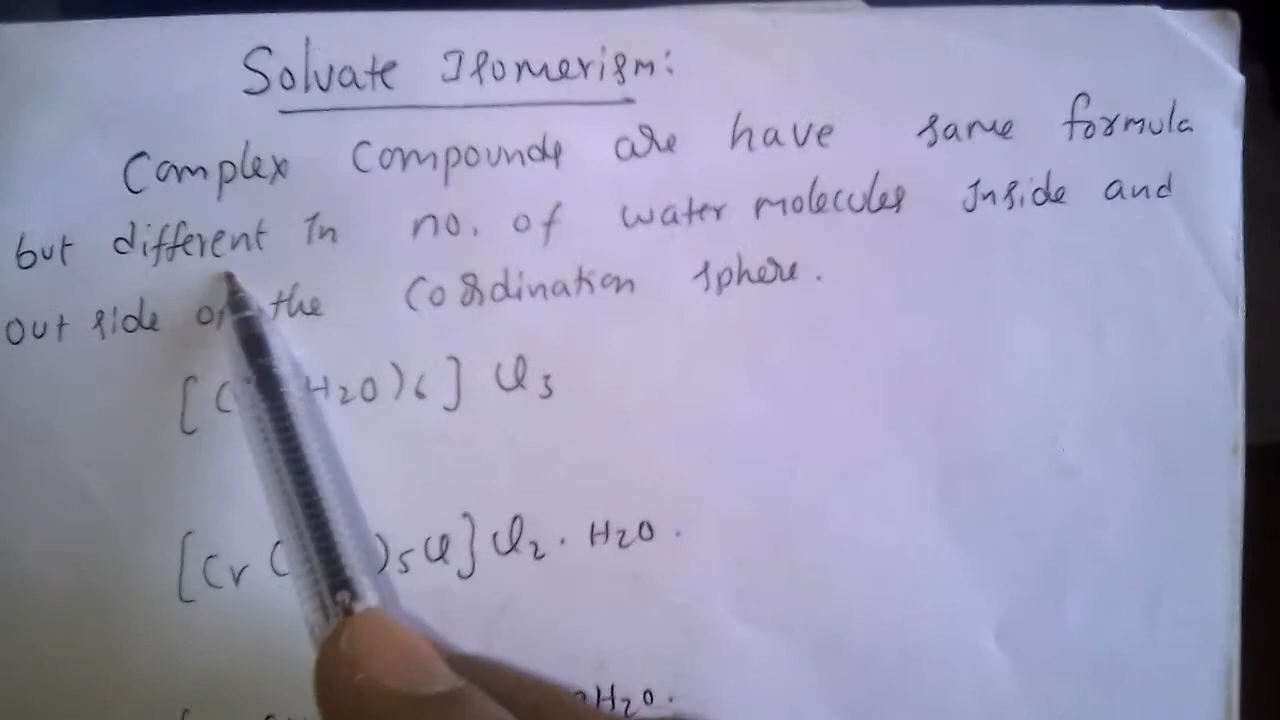 Solvate Isomerism:
Complex Compounds are have same formula
but different In no. of water molecules Inside and
out side of the Coordination sphere.
[C H2O)6] Cl3
[Cr ( )5Cl]Cl2 . H2O.
H2O.